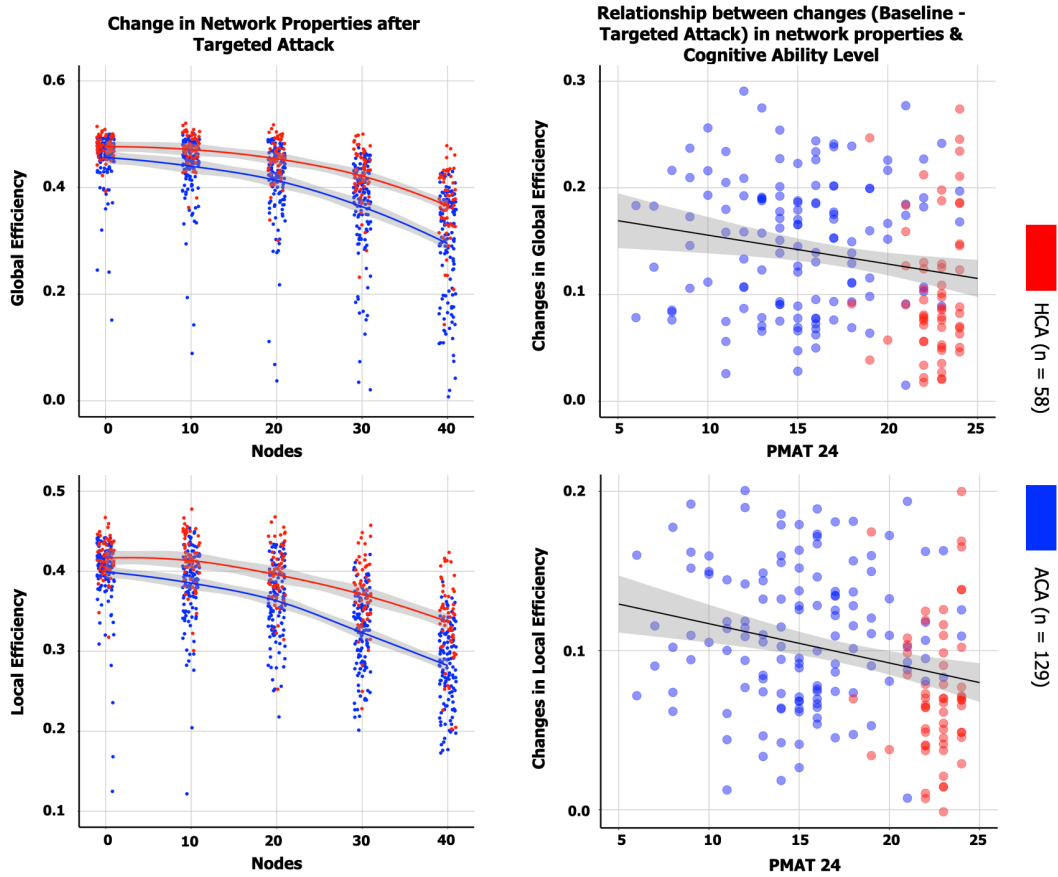 Change in Network Properties after
Targeted Attack
Relationship between changes (Baseline -
Targeted Attack) in network properties &
Cognitive Ability Level
Global Efficiency
0.6
0.4
0.2
0.0
0
10
20
30
40
Nodes
Changes in Global Efficiency
0.3
0.2
0.1
0.0
5
10
15
20
25
PMAT 24
HCA (n = 58)
Local Efficiency
0.5
0.4
0.3
0.2
0.1
0
10
20
30
40
Nodes
Changes in Local Efficiency
0.2
0.1
0.0
5
10
15
20
25
PMAT 24
ACA (n = 129)